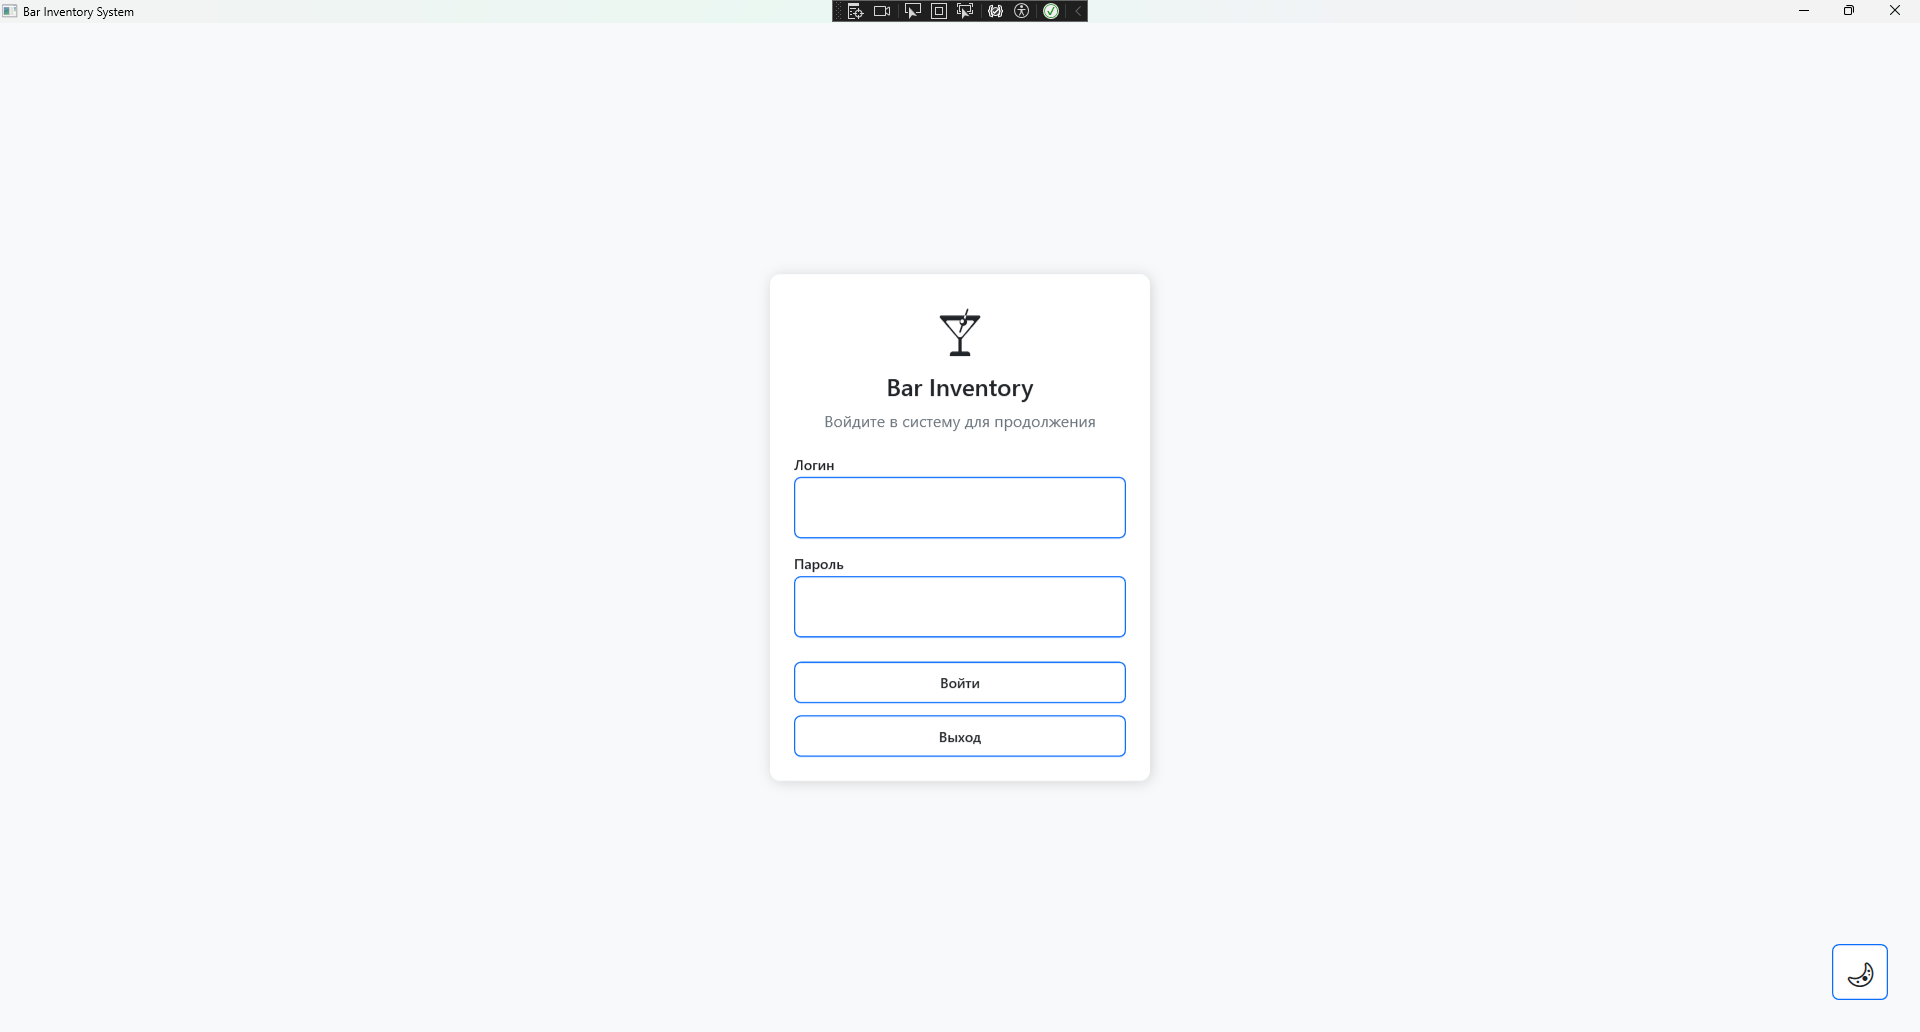 Bar Inventory System
Bar Inventory
Войдите в систему для продолжения
Логин
Пароль
Войти
Выход